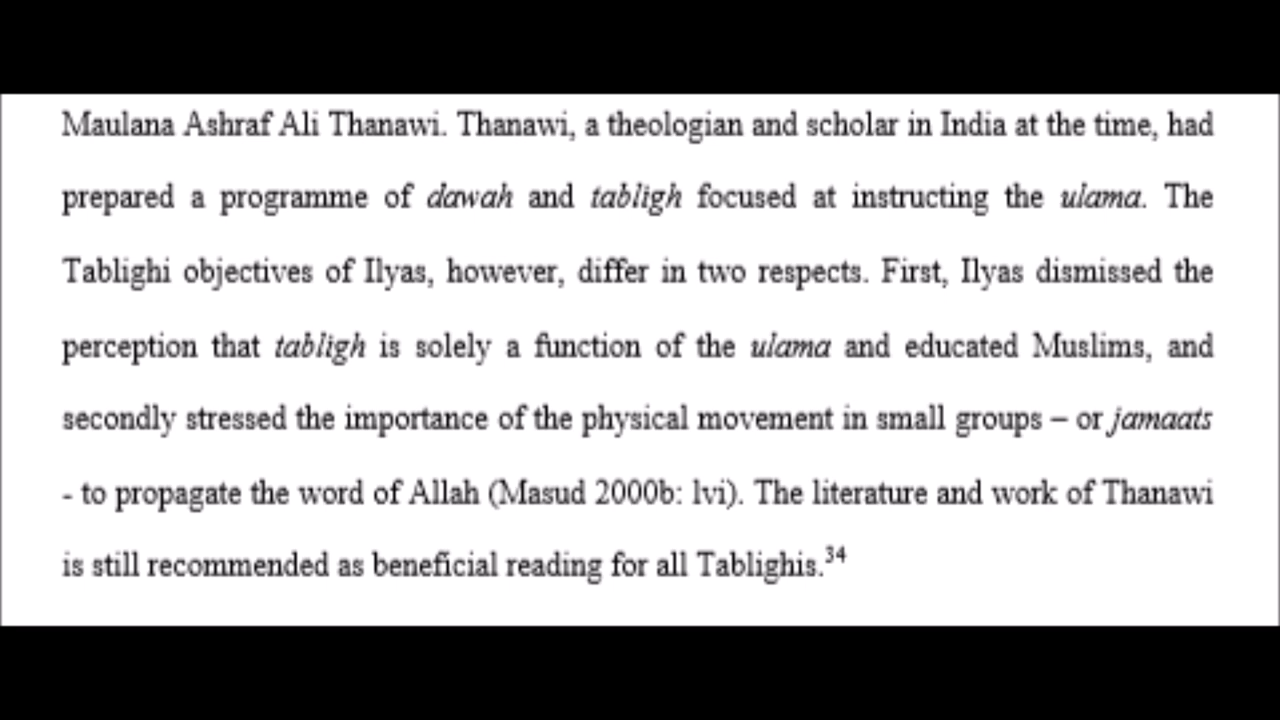 Maulana Ashraf Ali Thanawi. Thanawi, a theologian and scholar in India at the time, had
prepared a programme of dawah and tabligh focused at instructing the ulama. The
Tablighi objectives of Ilyas, however, differ in two respects. First, Ilyas dismissed the
perception that tabligh is solely a function of the ulama and educated Muslims, and
secondly stressed the importance of the physical movement in small groups – or jamaats
- to propagate the word of Allah (Masud 2000b: lvi). The literature and work of Thanawi
is still recommended as beneficial reading for all Tablighis.34